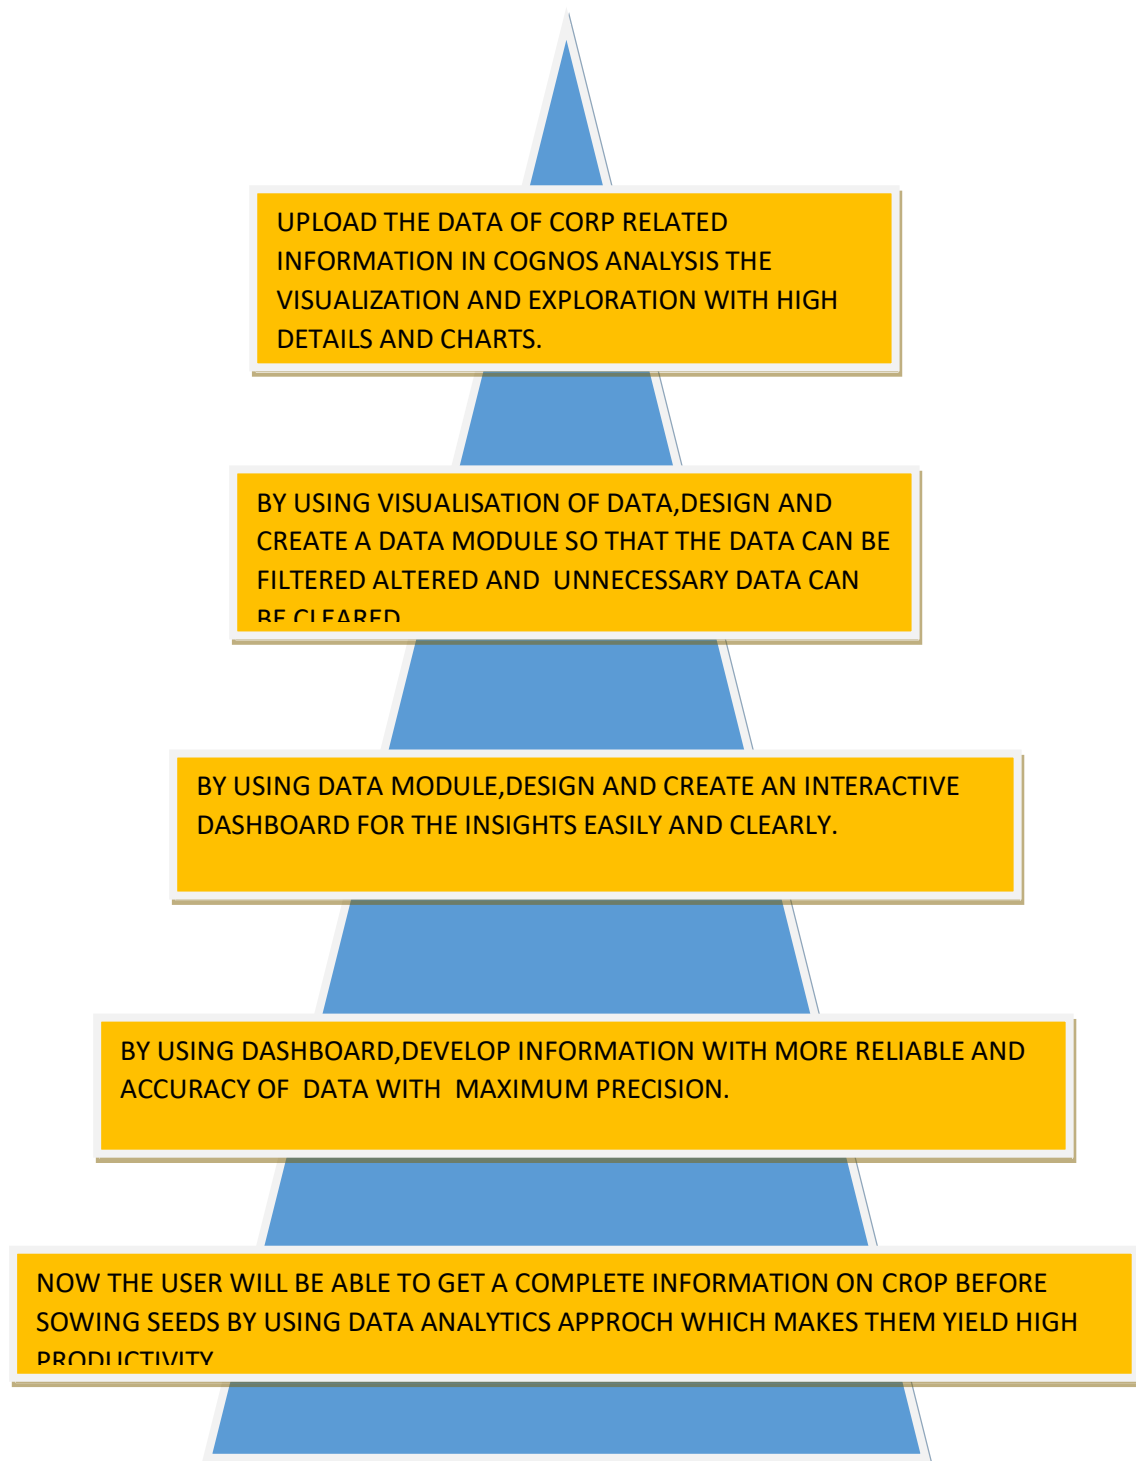 UPLOAD THE DATA OF CORP RELATED
INFORMATION IN COGNOS ANALYSIS THE
VISUALIZATION AND EXPLORATION WITH HIGH
DETAILS AND CHARTS.
BY USING VISUALISATION OF DATA,DESIGN AND
CREATE A DATA MODULE SO THAT THE DATA CAN BE
FILTERED ALTERED AND  UNNECESSARY DATA CAN
BE CLEARED
BY USING DATA MODULE,DESIGN AND CREATE AN INTERACTIVE
DASHBOARD FOR THE INSIGHTS EASILY AND CLEARLY.
BY USING DASHBOARD,DEVELOP INFORMATION WITH MORE RELIABLE AND
ACCURACY OF  DATA WITH  MAXIMUM PRECISION.
NOW THE USER WILL BE ABLE TO GET A COMPLETE INFORMATION ON CROP BEFORE
SOWING SEEDS BY USING DATA ANALYTICS APPROCH WHICH MAKES THEM YIELD HIGH
PRODUCTIVITY